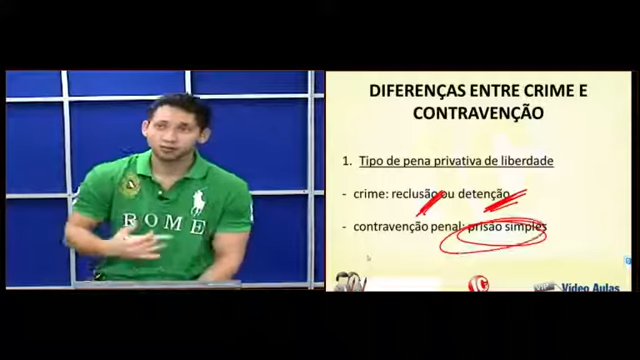 DIFERENÇAS ENTRE CRIME E
CONTRAVENÇÃO
1. Tipo de pena privativa de liberdade
- crime: reclusão ou detenção
- contravenção penal: prisão simples
ROME
Vídeo Aulas